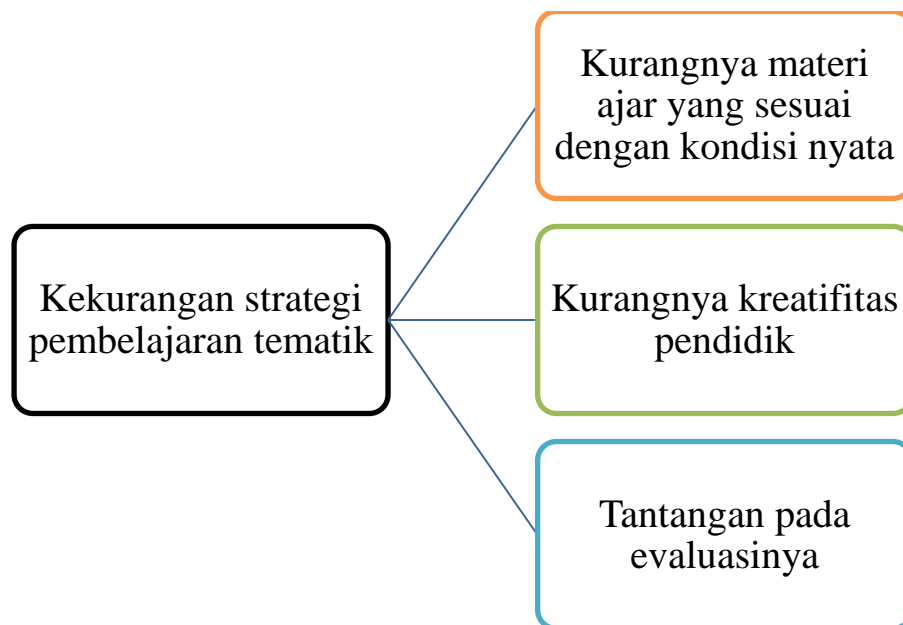 Kekurangan strategi
pembelajaran tematik
Kurangnya materi
ajar yang sesuai
dengan kondisi nyata
Kurangnya kreatifitas
pendidik
Tantangan pada
evaluasinya